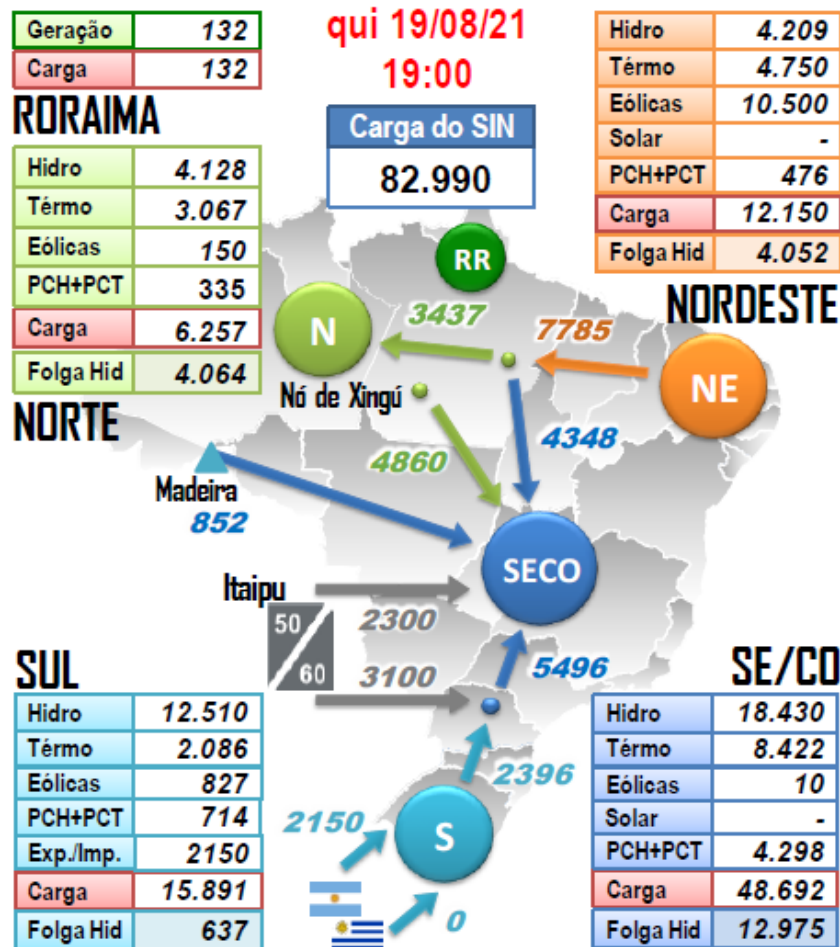 Geração 132
Carga 132
RORAIMA
qui 19/08/21
19:00
Carga do SIN
82.990
Hidro 4.209
Térmo 4.750
Eólicas 10.500
Solar -
PCH+PCT 476
Carga 12.150
Folga Hid 4.052
NORDESTE
Hidro 4.128
Térmo 3.067
Eólicas 150
PCH+PCT 335
Carga 6.257
Folga Hid 4.064
NORTE
RR
N
3437
7785
NE
Nó de Xingú
4860
4348
Madeira
852
SECO
Itaipu
50
60
2300
3100
5496
2396
S
2150
0
SUL
Hidro 12.510
Térmo 2.086
Eólicas 827
PCH+PCT 714
Exp./Imp. 2150
Carga 15.891
Folga Hid 637
SE/CO
Hidro 18.430
Térmo 8.422
Eólicas 10
Solar -
PCH+PCT 4.298
Carga 48.692
Folga Hid 12.975